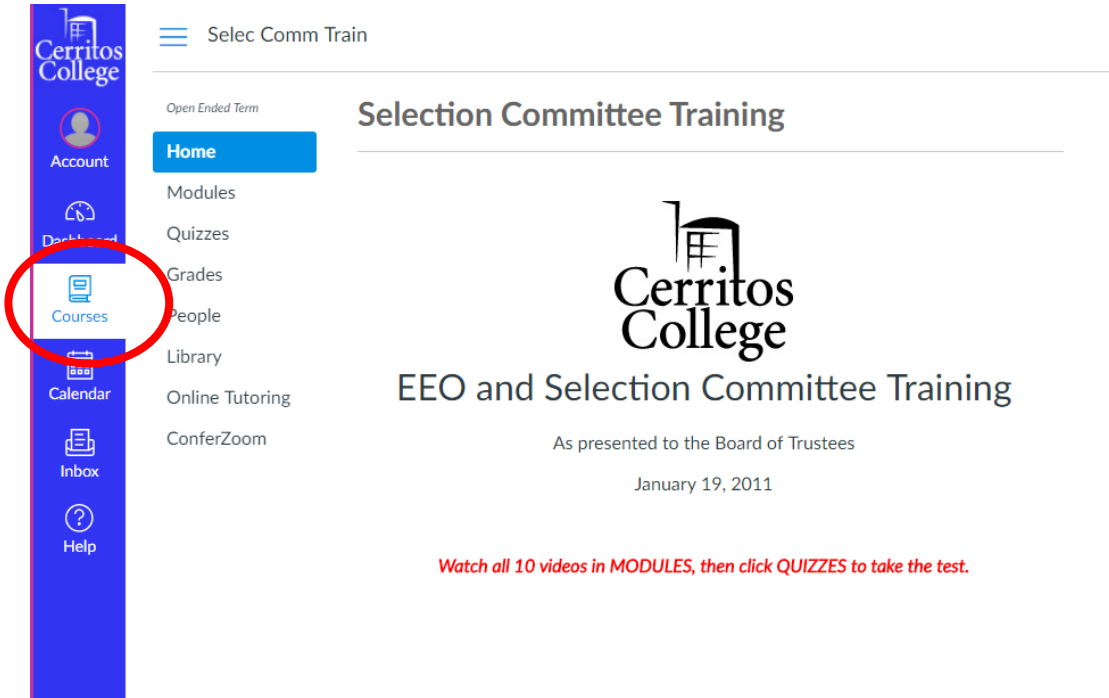 Cerritos
College
Account
Dashboard
Courses
Calendar
Inbox
Help
Selec Comm Train
Open Ended Term
Home
Modules
Quizzes
Grades
People
Library
Online Tutoring
ConferZoom
Selection Committee Training
Cerritos
College
EEO and Selection Committee Training
As presented to the Board of Trustees
January 19, 2011
Watch all 10 videos in MODULES, then click QUIZZES to take the test.